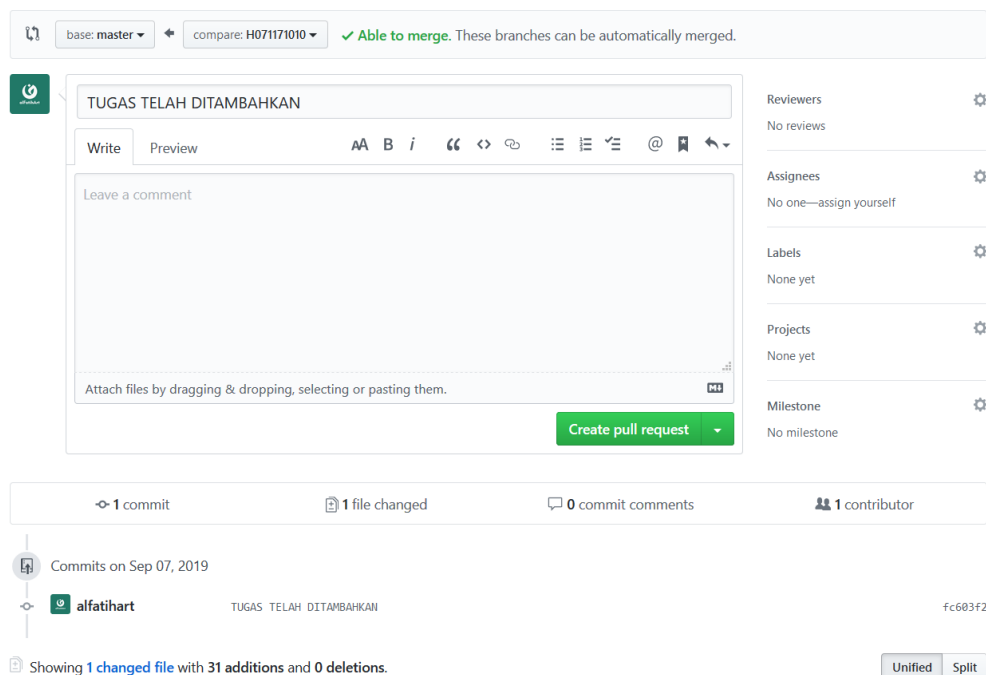 base: master compare: H071171010 Able to merge. These branches can be automatically merged.
TUGAS TELAH DITAMBAHKAN
Write Preview AA B i
Leave a comment
Attach files by dragging & dropping, selecting or pasting them.
Create pull request
Reviewers
No reviews
Assignees
No one—assign yourself
Labels
None yet
Projects
None yet
Milestone
No milestone
1 commit 1 file changed 0 commit comments 1 contributor
Commits on Sep 07, 2019
alfatihart TUGAS TELAH DITAMBAHKAN fc603f2
Showing 1 changed file with 31 additions and 0 deletions.
Unified Split